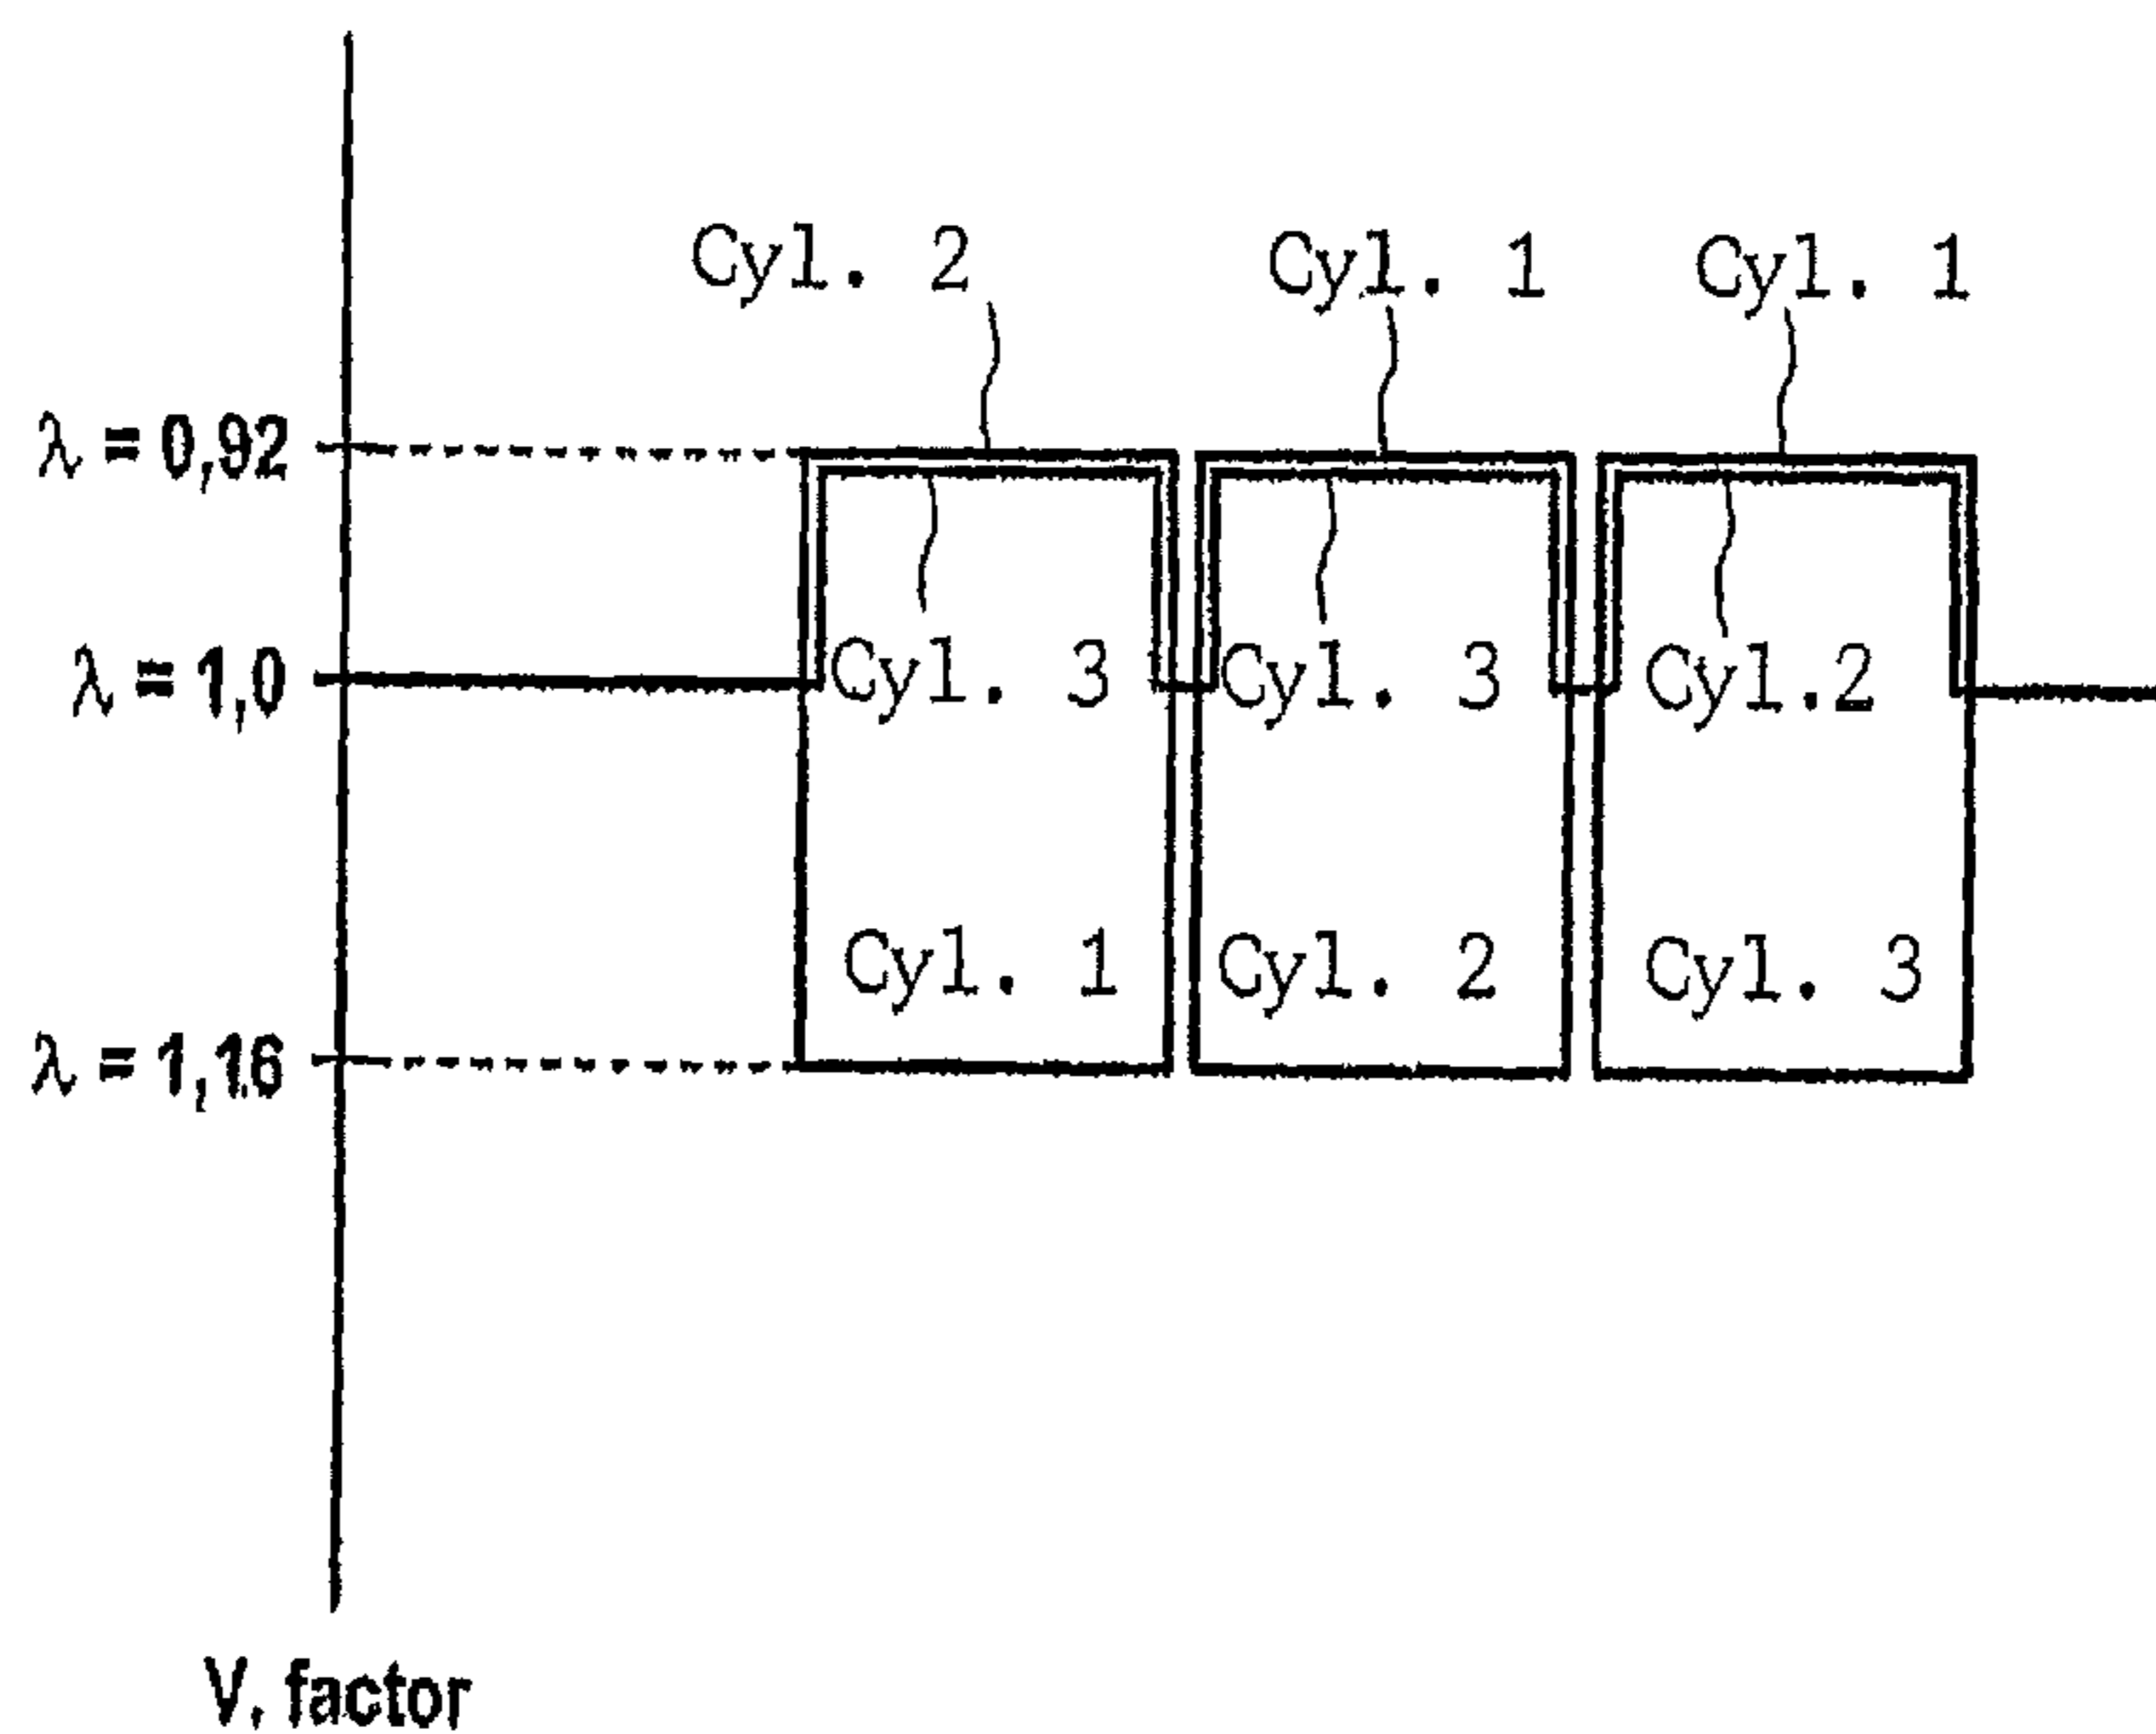 Cyl. 2
Cyl. 1
Cyl. 1
λ = 0,92
λ = 1,0
Cyl. 3
Cyl. 3
Cyl.2
Cyl. 1
Cyl. 2
Cyl. 3
λ = 1,16
V, factor